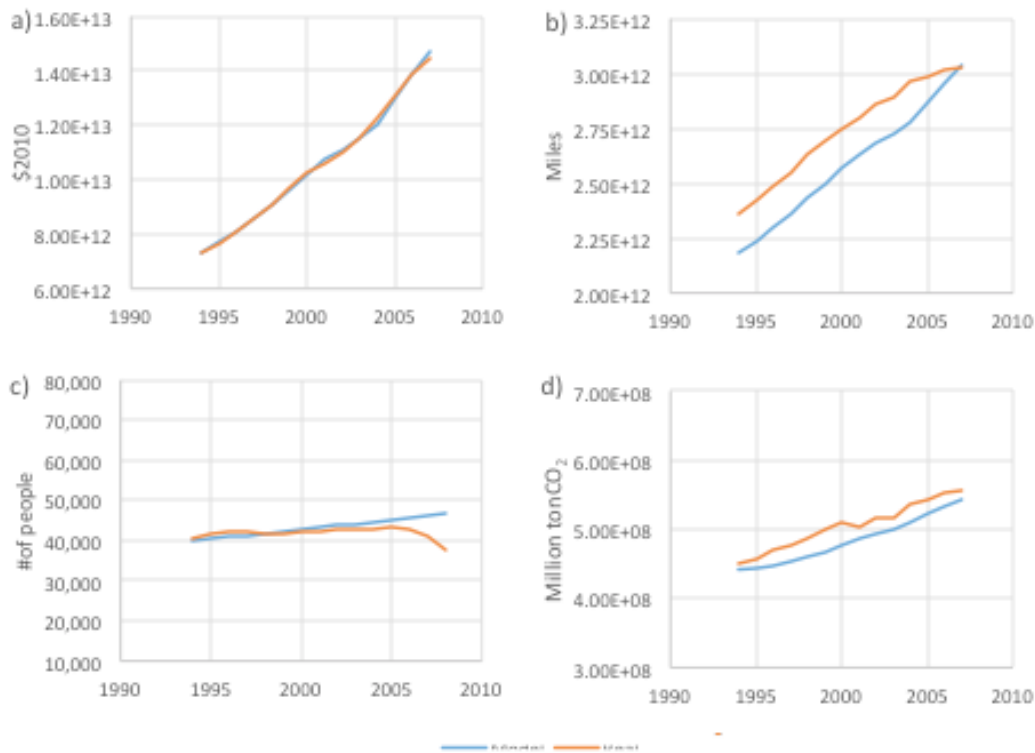 a)
1.60E+13
1.40E+13
1.20E+13
1.00E+13
8.00E+12
6.00E+12
$2010
1990 1995 2000 2005 2010
b)
3.25E+12
3.00E+12
2.75E+12
2.50E+12
2.25E+12
2.00E+12
Miles
1990 1995 2000 2005 2010
c)
80,000
70,000
60,000
50,000
40,000
30,000
20,000
10,000
#of people
1990 1995 2000 2005 2010
d)
7.00E+08
6.00E+08
5.00E+08
4.00E+08
3.00E+08
Million tonCO₂
1990 1995 2000 2005 2010